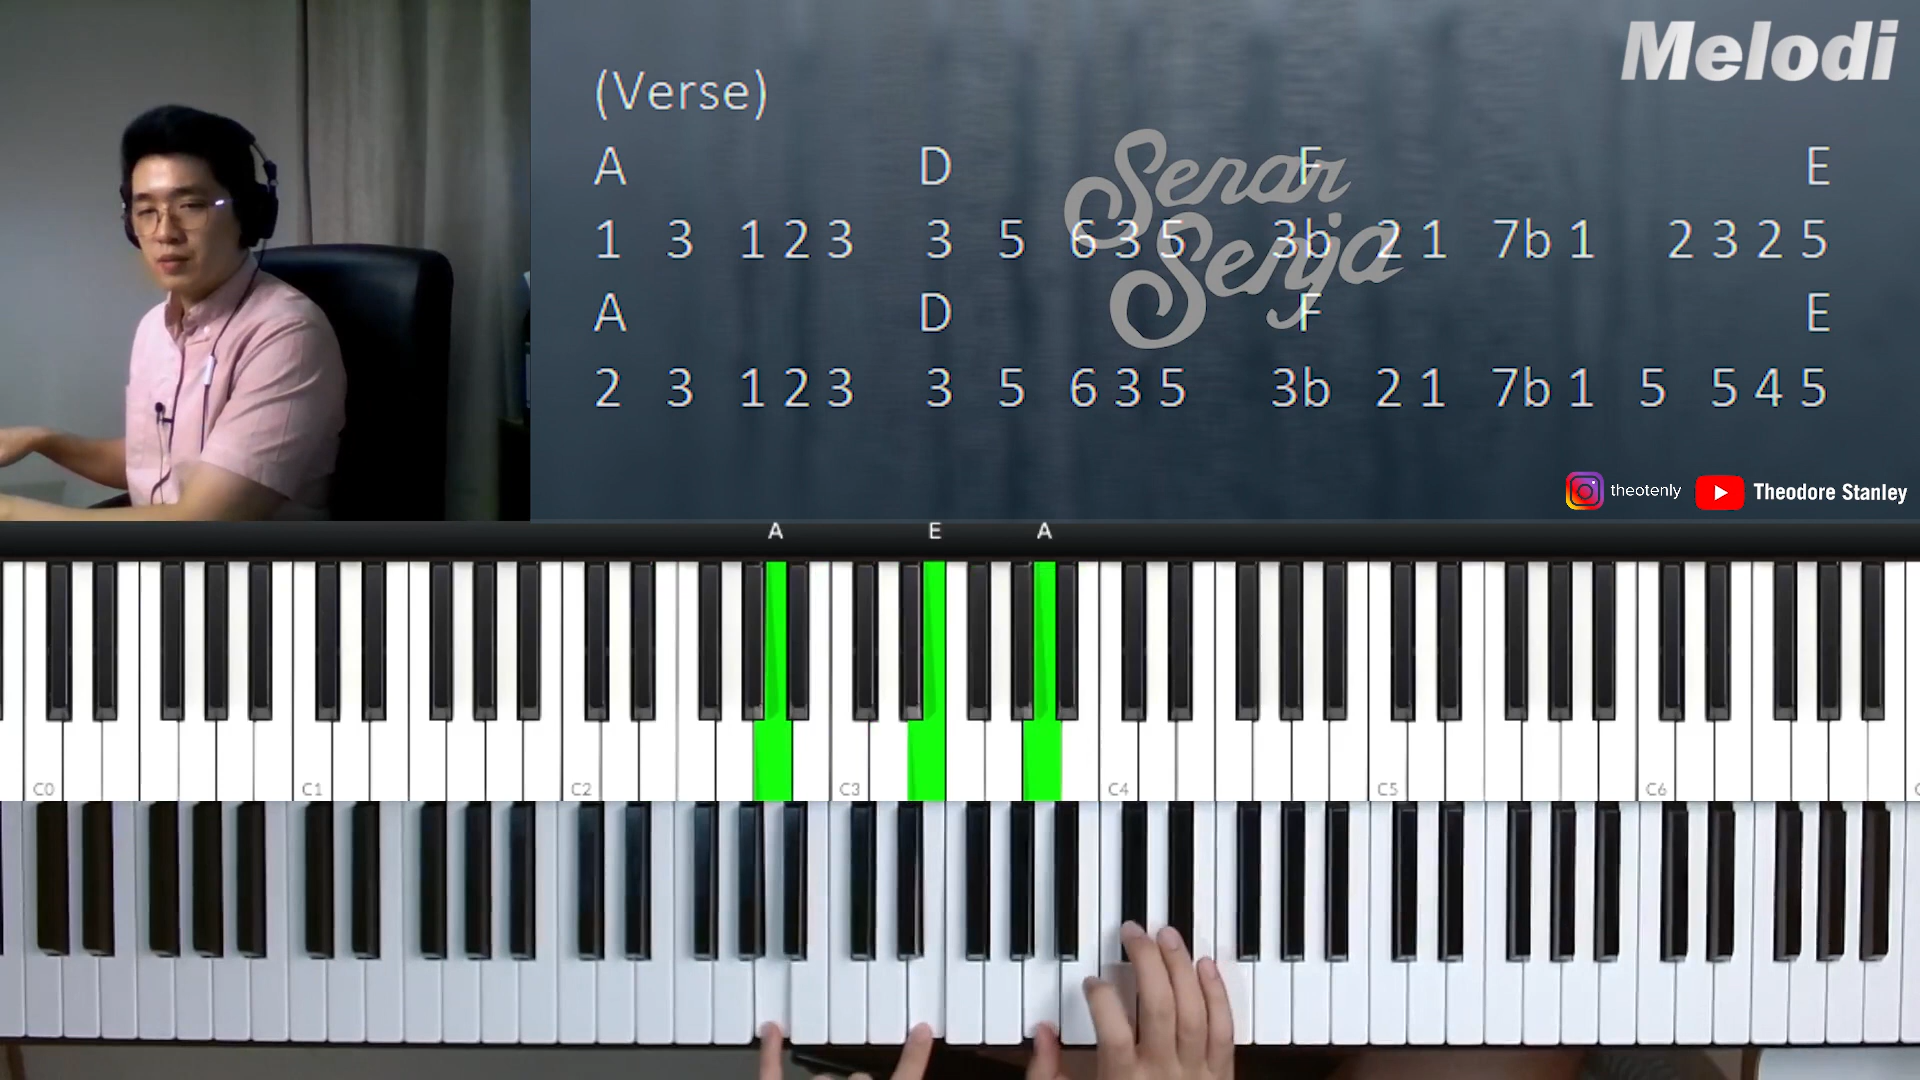 Melodi
(Verse)
A D F E
1 3 1 2 3 3 5 6 3 5 3b 2 1 7b 1 2 3 2 5
A D F E
2 3 1 2 3 3 5 6 3 5 3b 2 1 7b 1 5 5 4 5
Senar
Senja
theotenly Theodore Stanley
A E A
C0 C1 C2 C3 C4 C5 C6